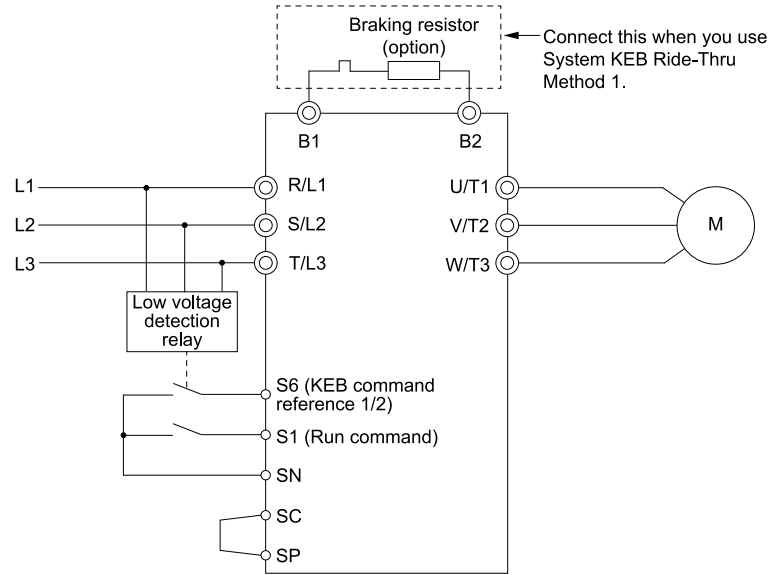 Braking resistor
(option)
Connect this when you use
System KEB Ride-Thru
Method 1.
B1
B2
L1
R/L1
U/T1
L2
S/L2
V/T2
M
L3
T/L3
W/T3
Low voltage
detection
relay
S6 (KEB command
reference 1/2)
S1 (Run command)
SN
SC
SP